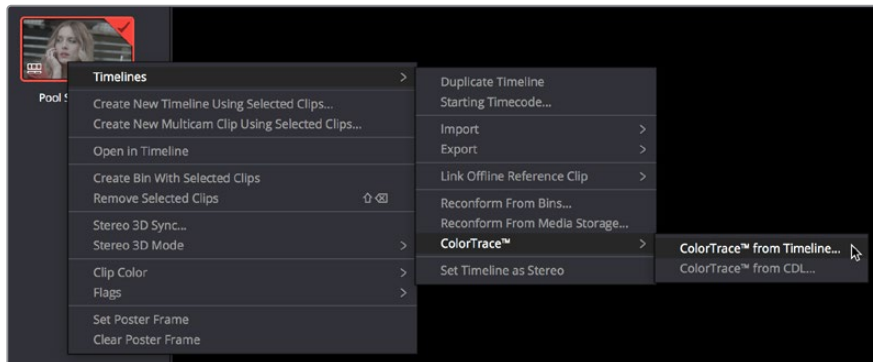 Pool S
Timelines >
Create New Timeline Using Selected Clips...
Create New Multicam Clip Using Selected Clips...
Open in Timeline
Create Bin With Selected Clips
Remove Selected Clips ⇧⌫
Stereo 3D Sync...
Stereo 3D Mode >
Clip Color >
Flags >
Set Poster Frame
Clear Poster Frame
Duplicate Timeline
Starting Timecode...
Import >
Export >
Link Offline Reference Clip >
Reconform From Bins...
Reconform From Media Storage...
ColorTrace™ >
Set Timeline as Stereo
ColorTrace™ from Timeline...
ColorTrace™ from CDL...